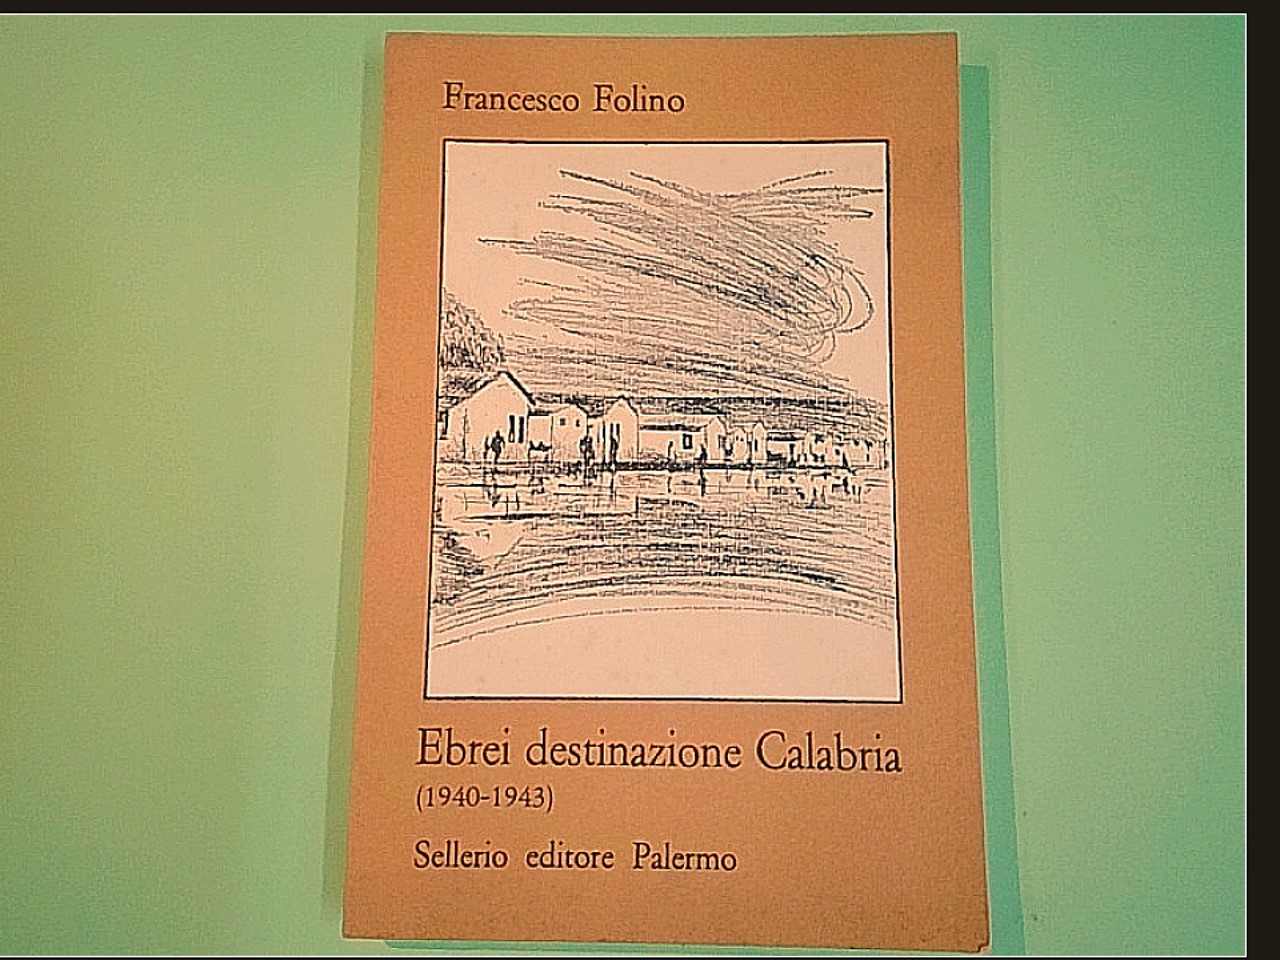 Francesco Folino
Ebrei destinazione Calabria
(1940-1943)
Sellerio editore Palermo